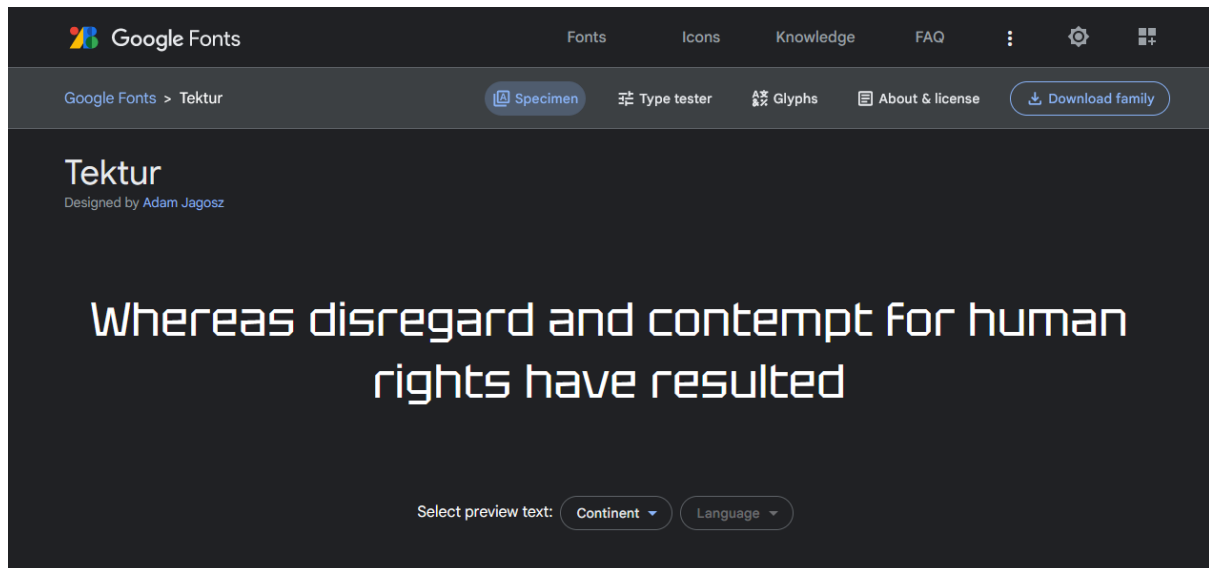 Google Fonts
Fonts Icons Knowledge FAQ
Google Fonts > Tektur
Specimen Type tester Glyphs About & license Download family
Tektur
Designed by Adam Jagosz
Whereas disregard and contempt for human
rights have resulted
Select preview text: Continent Language